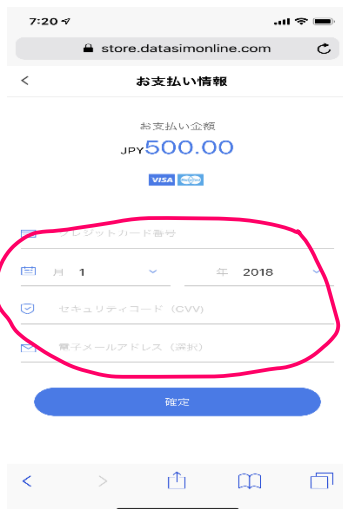 7:20
store.datasimonline.com
お支払い情報
お支払い金額
JPY500.00
VISA
クレジットカード番号
月 1 年 2018
セキュリティコード (CVV)
電子メールアドレス (選択)
確定